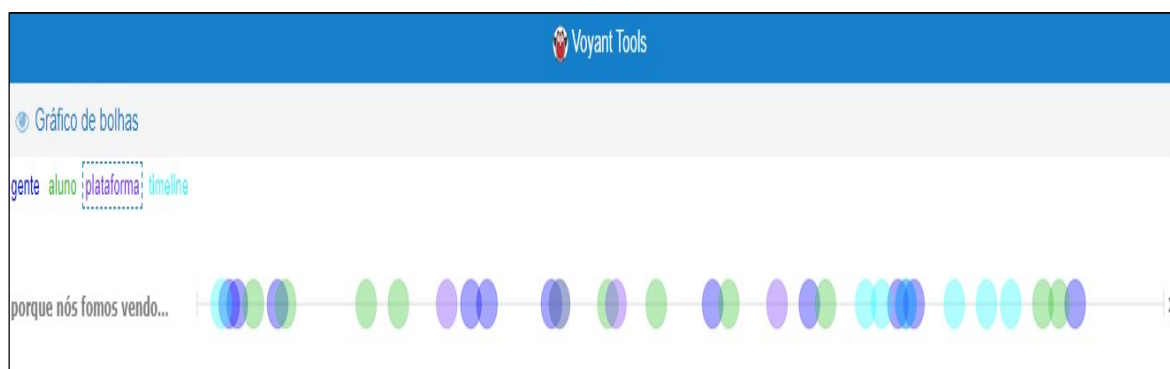 Voyant Tools
Gráfico de bolhas
gente aluno plataforma timeline
porque nós fomos vendo...